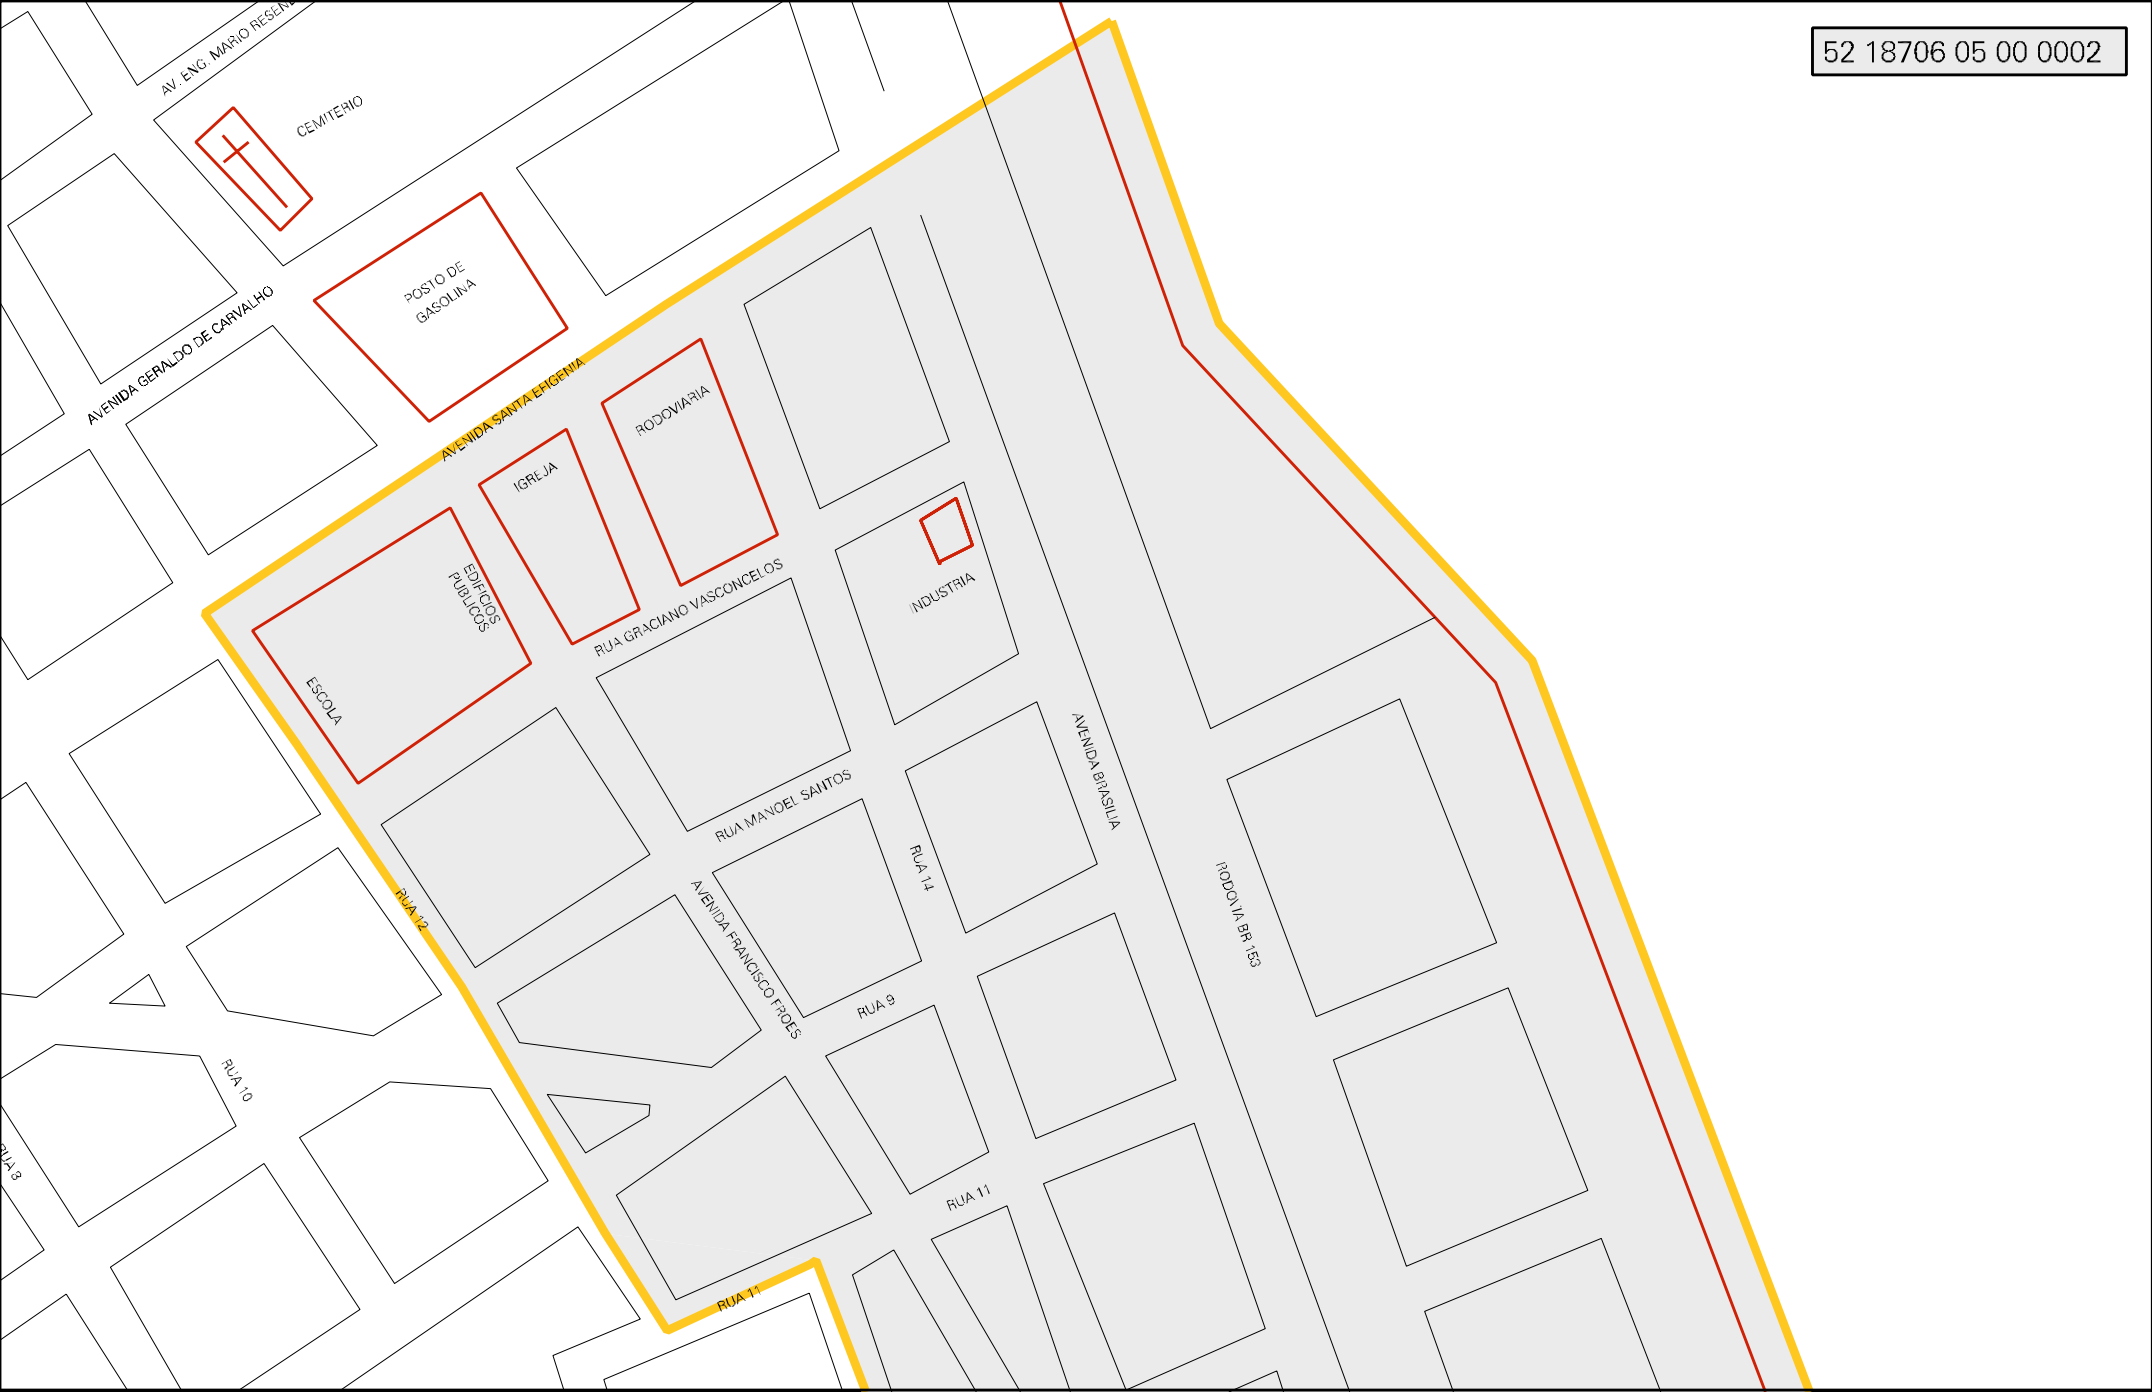 52 18706 05 00 0002
CEMITERIO
POSTO DE
GASOLINA
AVENIDA GERALDO DE CARVALHO
AVENIDA SANTA EFIGENIA
RODOVIARIA
IGREJA
EDIFICIOS
PUBLICOS
ESCOLA
RUA GRACIANO VASCONCELOS
INDUSTRIA
RUA MANOEL SANTOS
AVENIDA BRASILIA
RUA 14
RODOVIA BR 153
RUA 12
AVENIDA FRANCISCO FROES
RUA 9
RUA 10
RUA 11
RUA 11
AV. ENG. MARIO
RUA